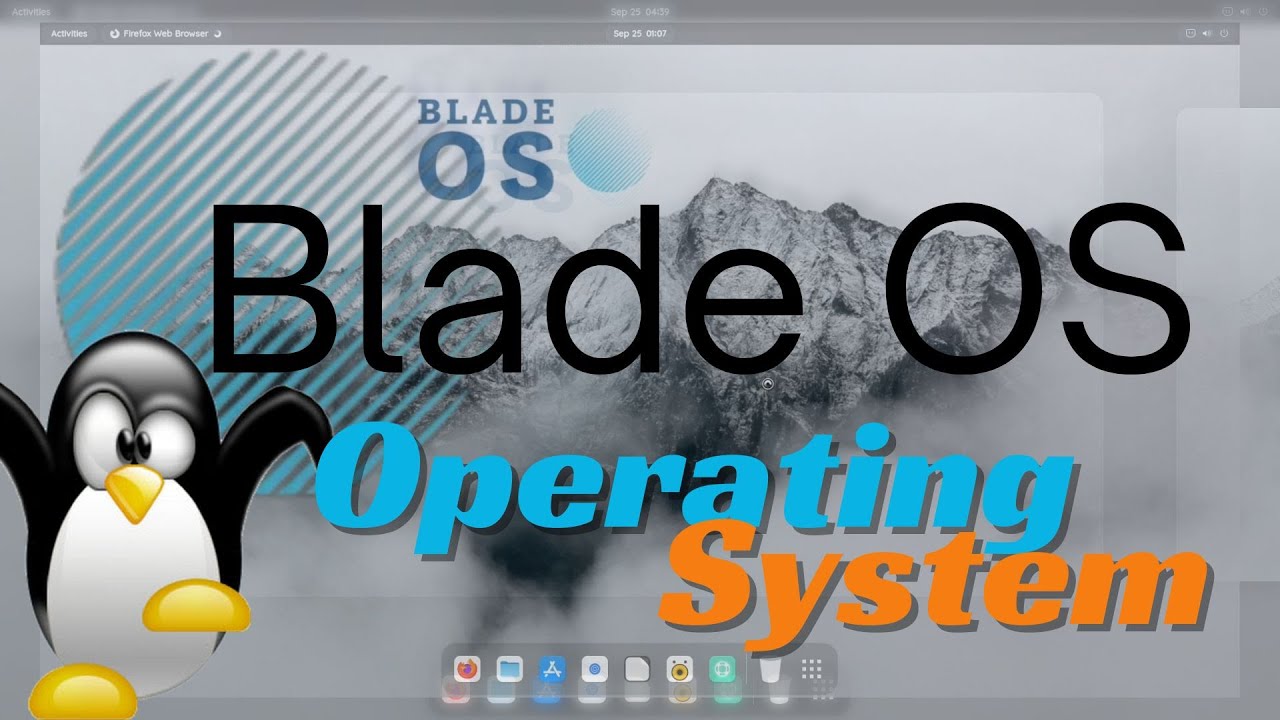 Activities
Sep 25 04:39
Activities Firefox Web Browser
Sep 25 01:07
BLADE
OS
Blade OS
Operating
System